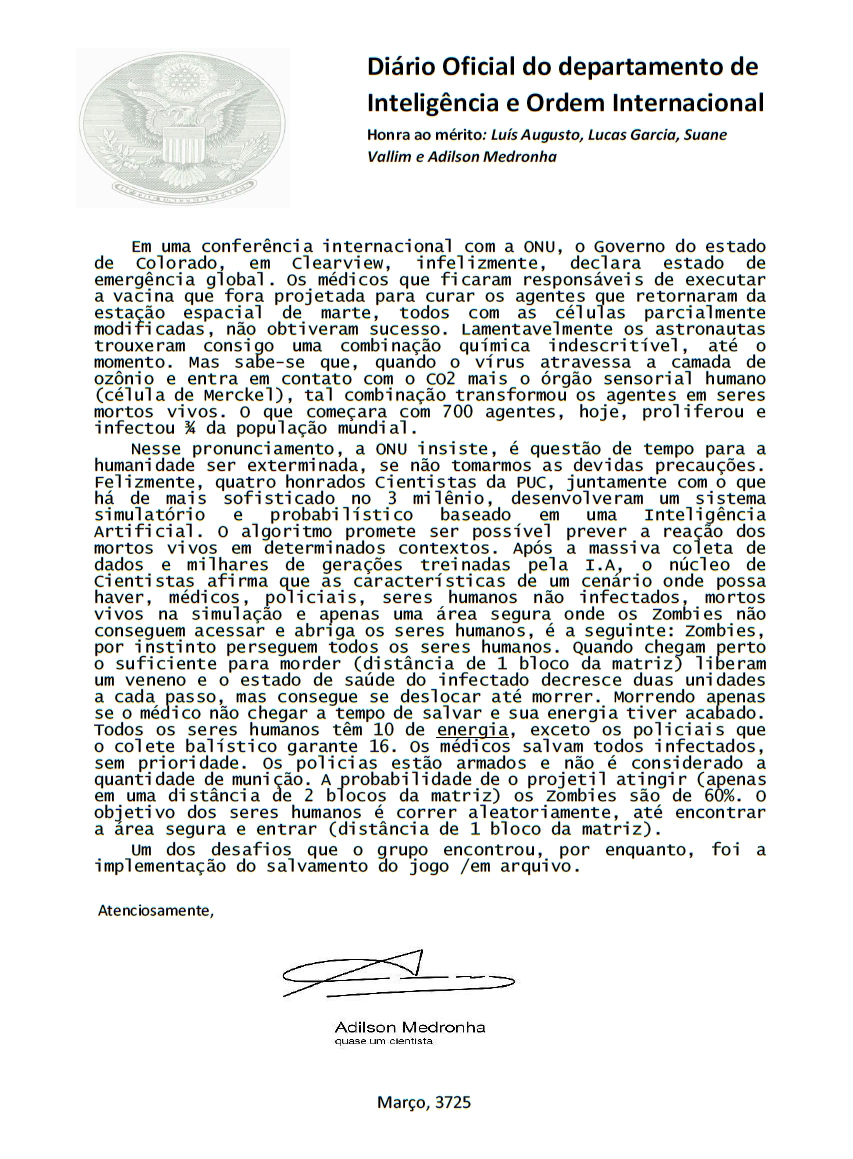 Diário Oficial do departamento de
Inteligência e Ordem Internacional
Honra ao mérito: Luís Augusto, Lucas Garcia, Suane
Vallim e Adilson Medronha
Em uma conferência internacional com a ONU, o Governo do estado
de Colorado, em Clearview, infelizmente, declara estado de
emergência global. Os médicos que ficaram responsáveis de executar
a vacina que fora projetada para curar os agentes que retornaram da
estação espacial de marte, todos com as células parcialmente
modificadas, não obtiveram sucesso. Lamentavelmente os astronautas
trouxeram consigo uma combinação química indescritível, até o
momento. Mas sabe-se que, quando o vírus atravessa a camada de
ozônio e entra em contato com o CO2 mais o órgão sensorial humano
(célula de Merckel), tal combinação transformou os agentes em seres
mortos vivos. O que começara com 700 agentes, hoje, proliferou e
infectou ¾ da população mundial.
Nesse pronunciamento, a ONU insiste, é questão de tempo para a
humanidade ser exterminada, se não tomarmos as devidas precauções.
Felizmente, quatro honrados Cientistas da PUC, juntamente com o que
há de mais sofisticado no 3 milênio, desenvolveram um sistema
simulatório e probabilístico baseado em uma Inteligência
Artificial. O algoritmo promete ser possível prever a reação dos
mortos vivos em determinados contextos. Após a massiva coleta de
dados e milhares de gerações treinadas pela I.A, o núcleo de
Cientistas afirma que as características de um cenário onde possa
haver, médicos, policiais, seres humanos não infectados, mortos
vivos na simulação e apenas uma área segura onde os Zombies não
conseguem acessar e abriga os seres humanos, é a seguinte: Zombies,
por instinto perseguem todos os seres humanos. Quando chegam perto
o suficiente para morder (distância de 1 bloco da matriz) liberam
um veneno e o estado de saúde do infectado decresce duas unidades
a cada passo, mas consegue se deslocar até morrer. Morrendo apenas
se o médico não chegar a tempo de salvar e sua energia tiver acabado.
Todos os seres humanos têm 10 de energia, exceto os policiais que
o colete balístico garante 16. Os médicos salvam todos infectados,
sem prioridade. Os policias estão armados e não é considerado a
quantidade de munição. A probabilidade de o projetil atingir (apenas
em uma distância de 2 blocos da matriz) os Zombies são de 60%. O
objetivo dos seres humanos é correr aleatoriamente, até encontrar
a área segura e entrar (distância de 1 bloco da matriz).
Um dos desafios que o grupo encontrou, por enquanto, foi a
implementação do salvamento do jogo /em arquivo.
Atenciosamente,
Adilson Medronha
quase um cientista
Março, 3725